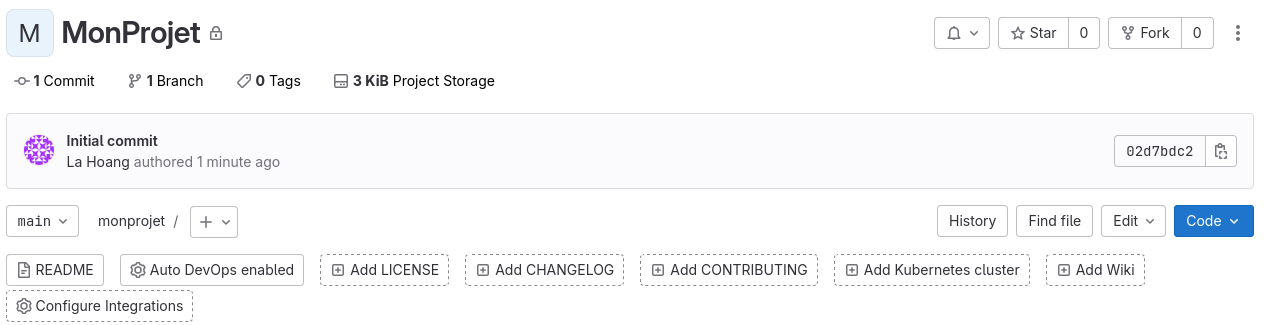 M MonProjet Star 0 Fork 0
1 Commit 1 Branch 0 Tags 3 KiB Project Storage
Initial commit
La Hoang authored 1 minute ago
02d7bdc2
main monprojet / + History Find file Edit Code
README Auto DevOps enabled Add LICENSE Add CHANGELOG Add CONTRIBUTING Add Kubernetes cluster Add Wiki
Configure Integrations